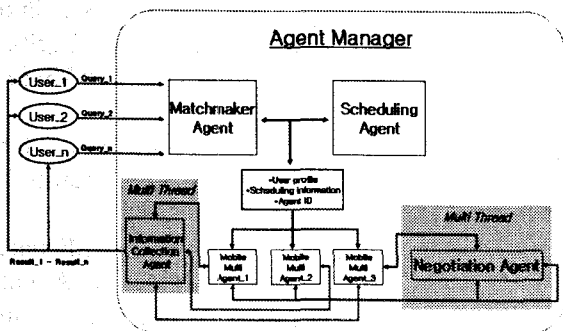 Agent Manager
User_1
Query_1
User_2
Query_2
User_n
Query_n
Matchmaker
Agent
Scheduling
Agent
•User profile
•Scheduling information
•Agent ID
Multi Thread
Information
Collection
Agent
Mobile
Multi
Agent_1
Mobile
Multi
Agent_2
Mobile
Multi
Agent_3
Multi Thread
Negotiation Agent
Result_1 - Result_n